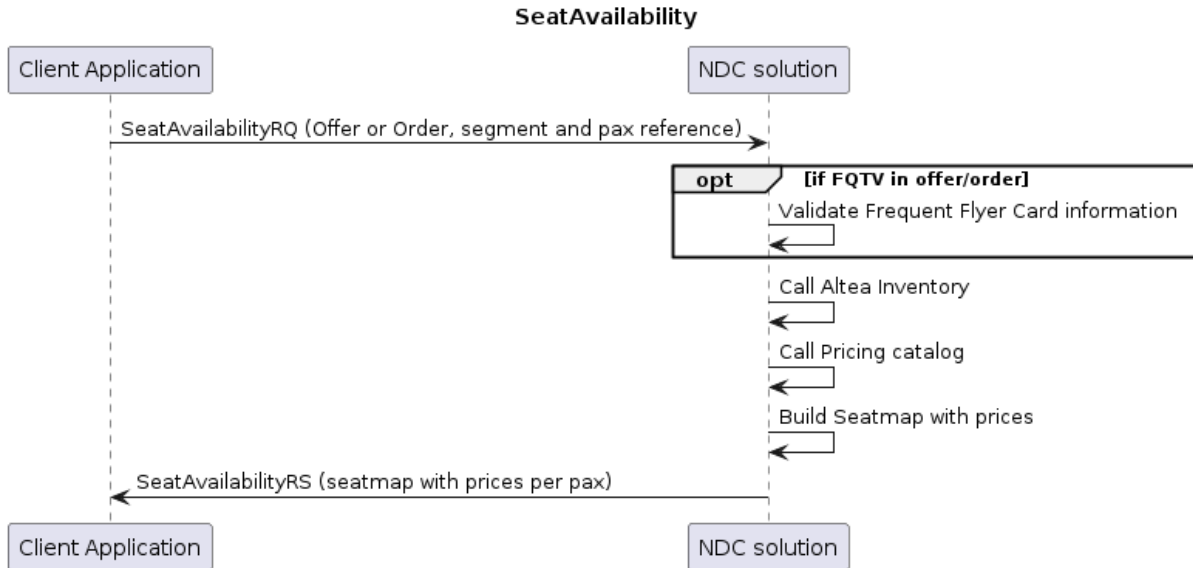 SeatAvailability
Client Application
NDC solution
SeatAvailabilityRQ (Offer or Order, segment and pax reference)
opt
[if FQTV in offer/order]
Validate Frequent Flyer Card information
Call Altea Inventory
Call Pricing catalog
Build Seatmap with prices
SeatAvailabilityRS (seatmap with prices per pax)
Client Application
NDC solution